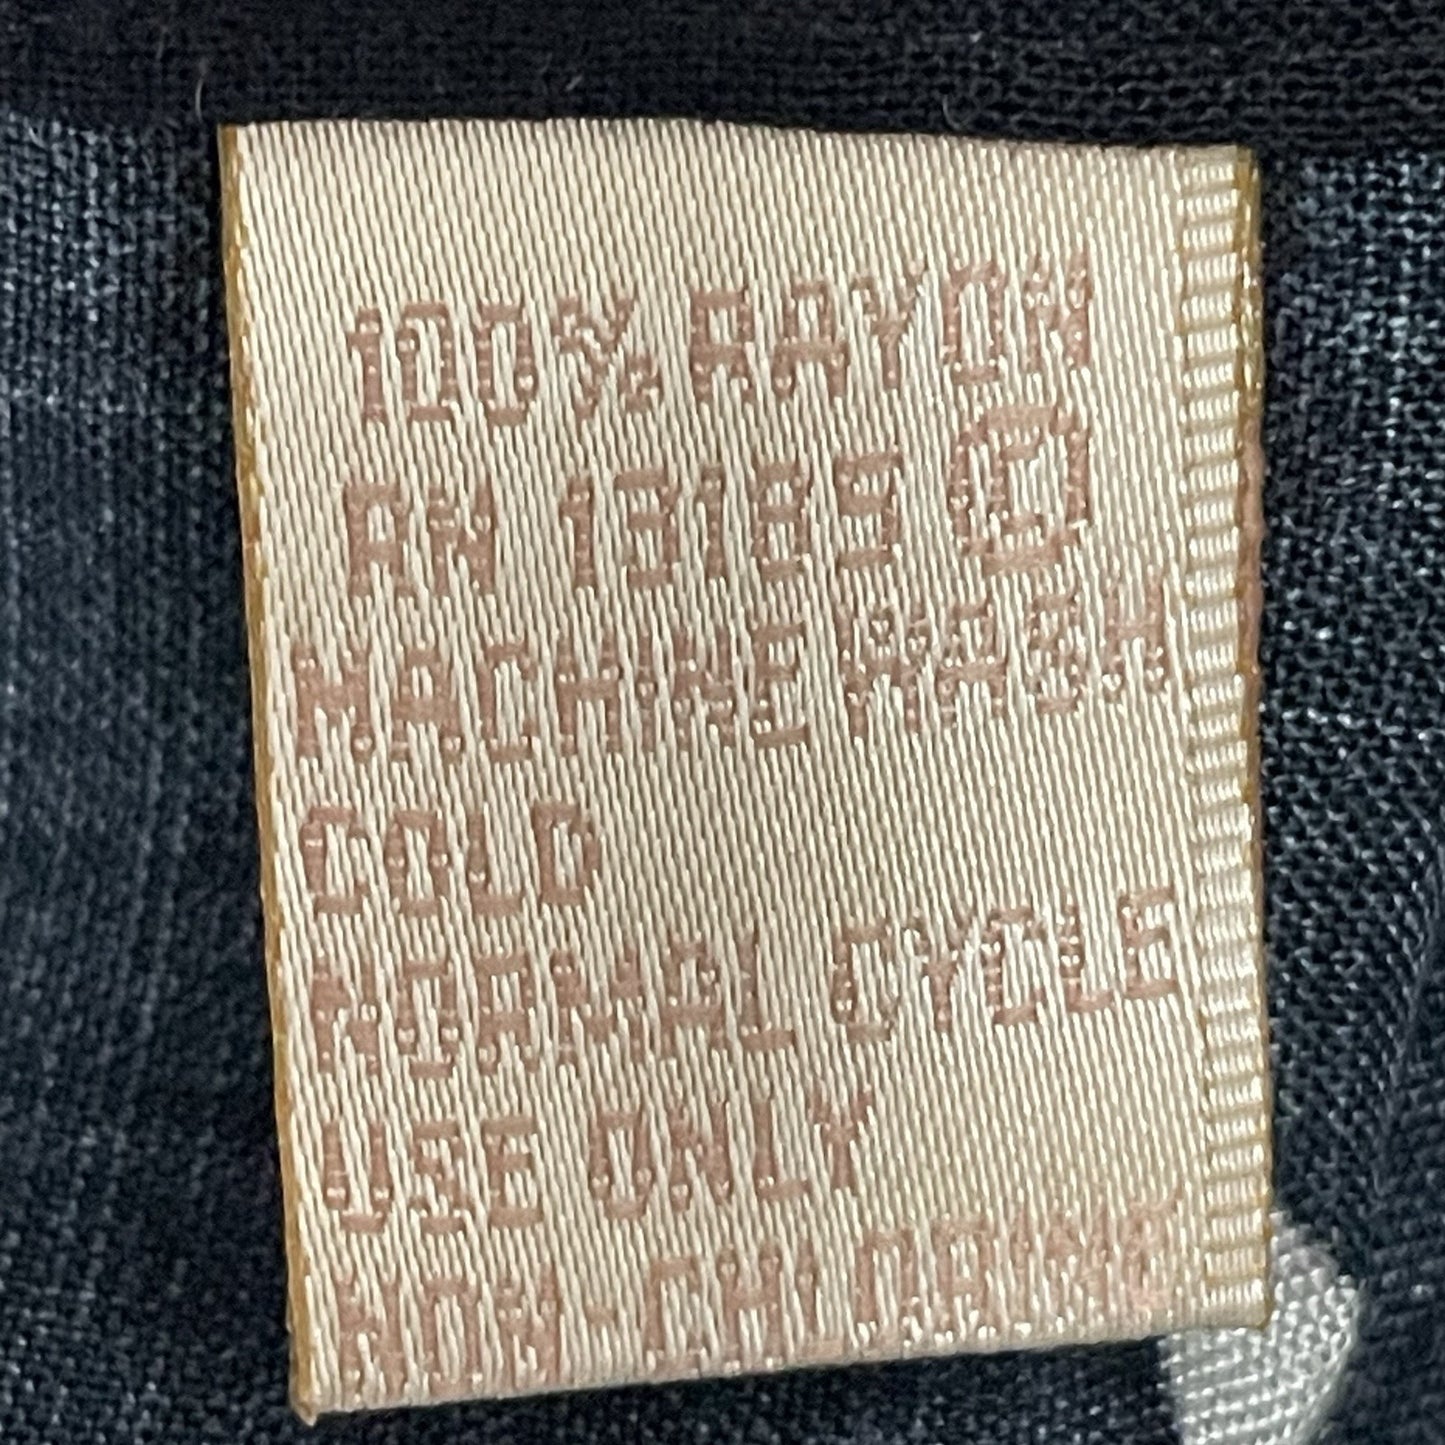 100% RAYON
RN 13185 Ⓔ
MACHINE WASH
COLD
NORMAL CYCLE
USE ONLY
NON-CHLORINE